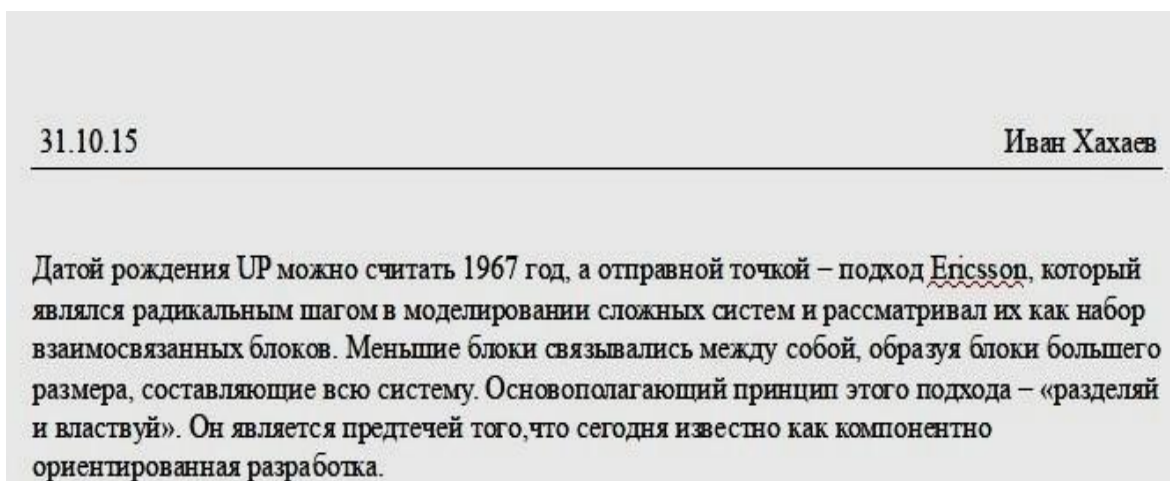 31.10.15 Иван Хахаев
Датой рождения UP можно считать 1967 год, а отправной точкой – подход Ericsson, который
являлся радикальным шагом в моделировании сложных систем и рассматривал их как набор
взаимосвязанных блоков. Меньшие блоки связывались между собой, образуя блоки большего
размера, составляющие всю систему. Основополагающий принцип этого подхода – «разделяй
и властвуй». Он является предтечей того,что сегодня известно как компонентно
ориентированная разработка.